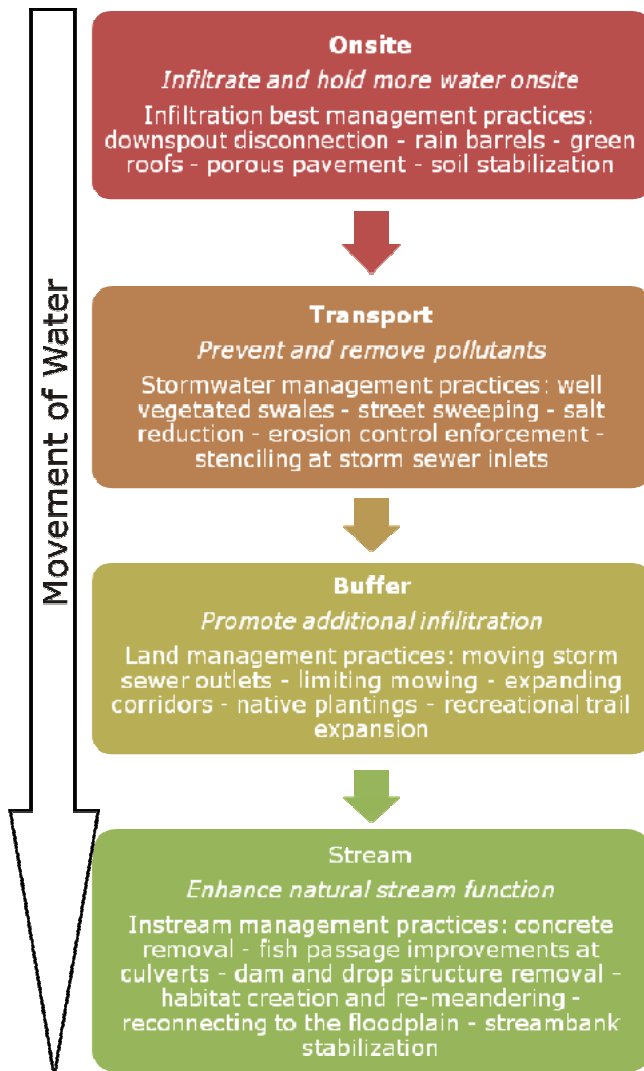 Movement of Water
Onsite
Infiltrate and hold more water onsite
Infiltration best management practices:
downspout disconnection - rain barrels - green
roofs - porous pavement - soil stabilization
Transport
Prevent and remove pollutants
Stormwater management practices: well
vegetated swales - street sweeping - salt
reduction - erosion control enforcement -
stenciling at storm sewer inlets
Buffer
Promote additional infilitration
Land management practices: moving storm
sewer outlets - limiting mowing - expanding
corridors - native plantings - recreational trail
expansion
Stream
Enhance natural stream function
Instream management practices: concrete
removal - fish passage improvements at
culverts - dam and drop structure removal -
habitat creation and re-meandering -
reconnecting to the floodplain - streambank
stabilization